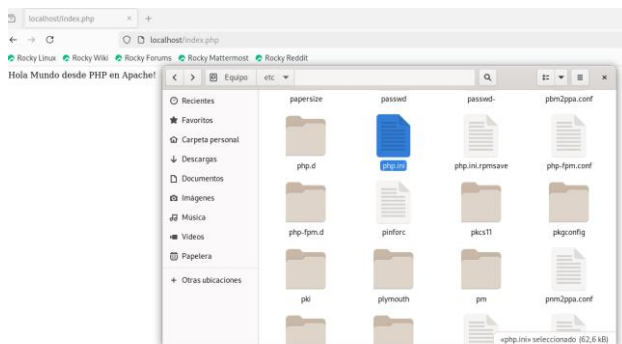 localhost/index.php
localhost/index.php
Rocky Linux Rocky Wiki Rocky Forums Rocky Mattermost Rocky Reddit
Hola Mundo desde PHP en Apache!
Equipo etc
Recientes
Favoritos
Carpeta personal
Descargas
Documentos
Imágenes
Música
Vídeos
Papelera
+ Otras ubicaciones
papersize passwd passwd- pbm2ppa.conf
php.d php.ini php.ini.rpmsave php-fpm.conf
php-fpm.d pinforc pkcs11 pkgconfig
pki plymouth pm pnm2ppa.conf
«php.ini» seleccionado (62,6 kB)